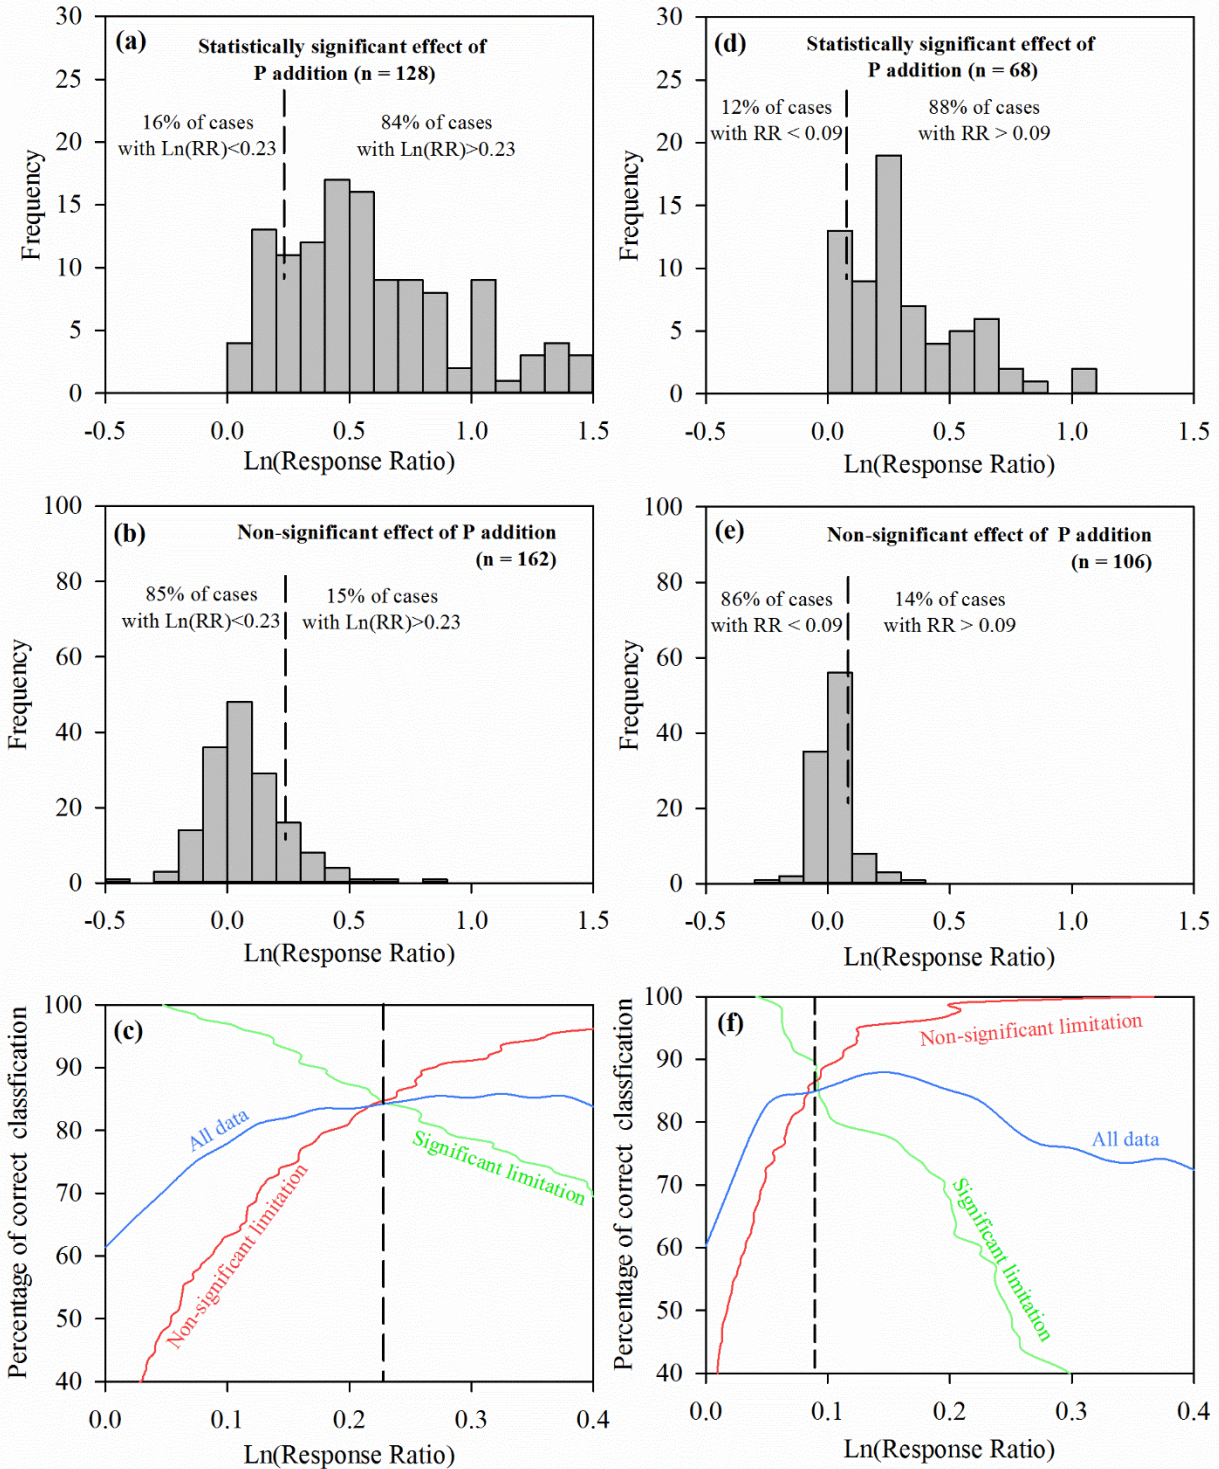 (a)
Statistically significant effect of
P addition (n = 128)
16% of cases
with Ln(RR)<0.23
84% of cases
with Ln(RR)>0.23
30
25
20
15
10
5
0
Frequency
-0.5
0.0
0.5
1.0
1.5
Ln(Response Ratio)
(d)
Statistically significant effect of
P addition (n = 68)
12% of cases
with RR < 0.09
88% of cases
with RR > 0.09
30
25
20
15
10
5
0
Frequency
-0.5
0.0
0.5
1.0
1.5
Ln(Response Ratio)
(b)
Non-significant effect of P addition
(n = 162)
85% of cases
with Ln(RR)<0.23
15% of cases
with Ln(RR)>0.23
100
80
60
40
20
0
Frequency
-0.5
0.0
0.5
1.0
1.5
Ln(Response Ratio)
(e)
Non-significant effect of P addition
(n = 106)
86% of cases
with RR < 0.09
14% of cases
with RR > 0.09
100
80
60
40
20
0
Frequency
-0.5
0.0
0.5
1.0
1.5
Ln(Response Ratio)
(c)
All data
Non-significant limitation
Significant limitation
100
90
80
70
60
50
40
Percentage of correct classfication
0.0
0.1
0.2
0.3
0.4
Ln(Response Ratio)
(f)
Non-significant limitation
All data
Significant limitation
100
90
80
70
60
50
40
Percentage of correct classfication
0.0
0.1
0.2
0.3
0.4
Ln(Response Ratio)